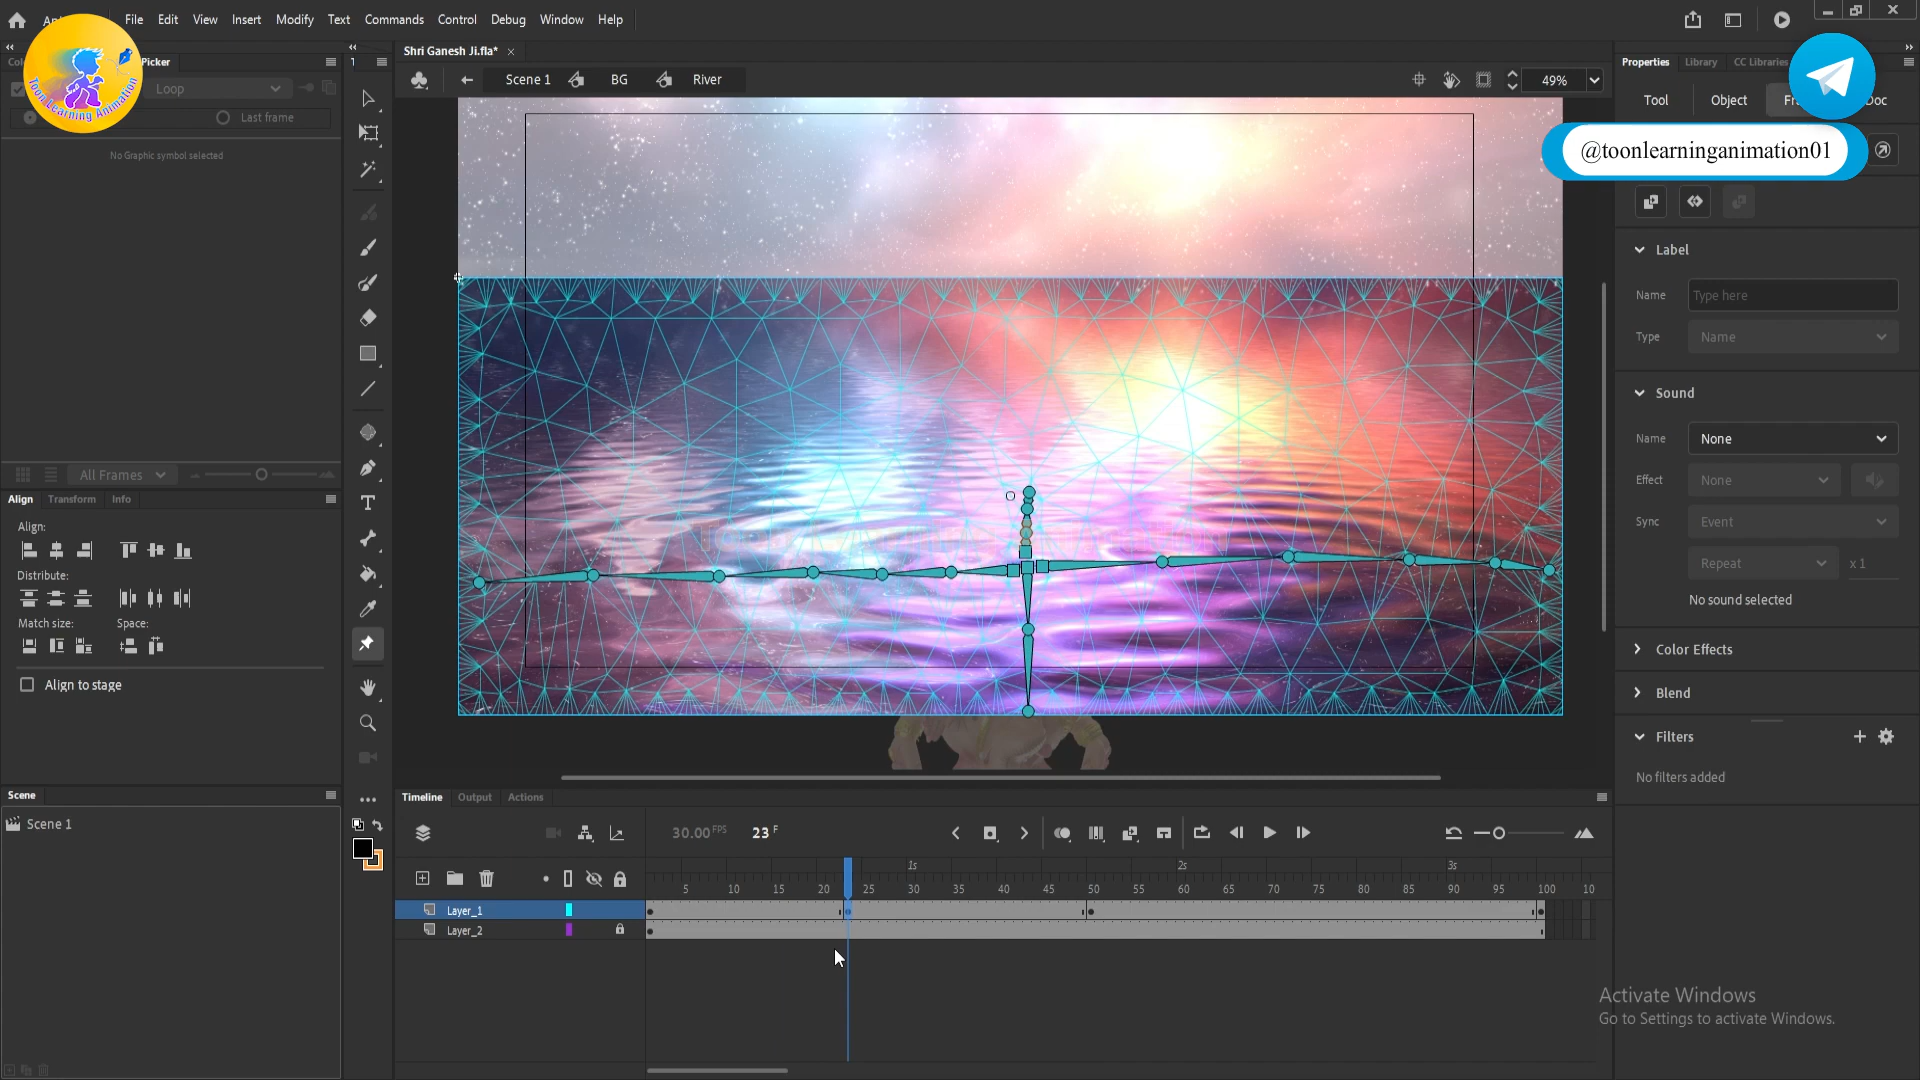 File Edit View Insert Modify Text Commands Control Debug Window Help
Toon Learning Animation
Picker
Shri Ganesh Ji.fla* ×
Properties Library CC Libraries
Loop
Scene 1 BG River
49%
Tool Object Doc
Last frame
@toonlearninganimation01
No Graphic symbol selected
Label
Name Type here
Type Name
Sound
Name None
All Frames
Effect None
Align Transform Info
Align:
Sync Event
Distribute:
Repeat x 1
No sound selected
Match size: Space:
Color Effects
Align to stage
Blend
Filters
No filters added
Scene
Timeline Output Actions
Scene 1
30.00 FPS 23 F
1s 2s 3s
5 10 15 20 25 30 35 40 45 50 55 60 65 70 75 80 85 90 95 100 10
Layer_1
Layer_2
Activate Windows
Go to Settings to activate Windows.